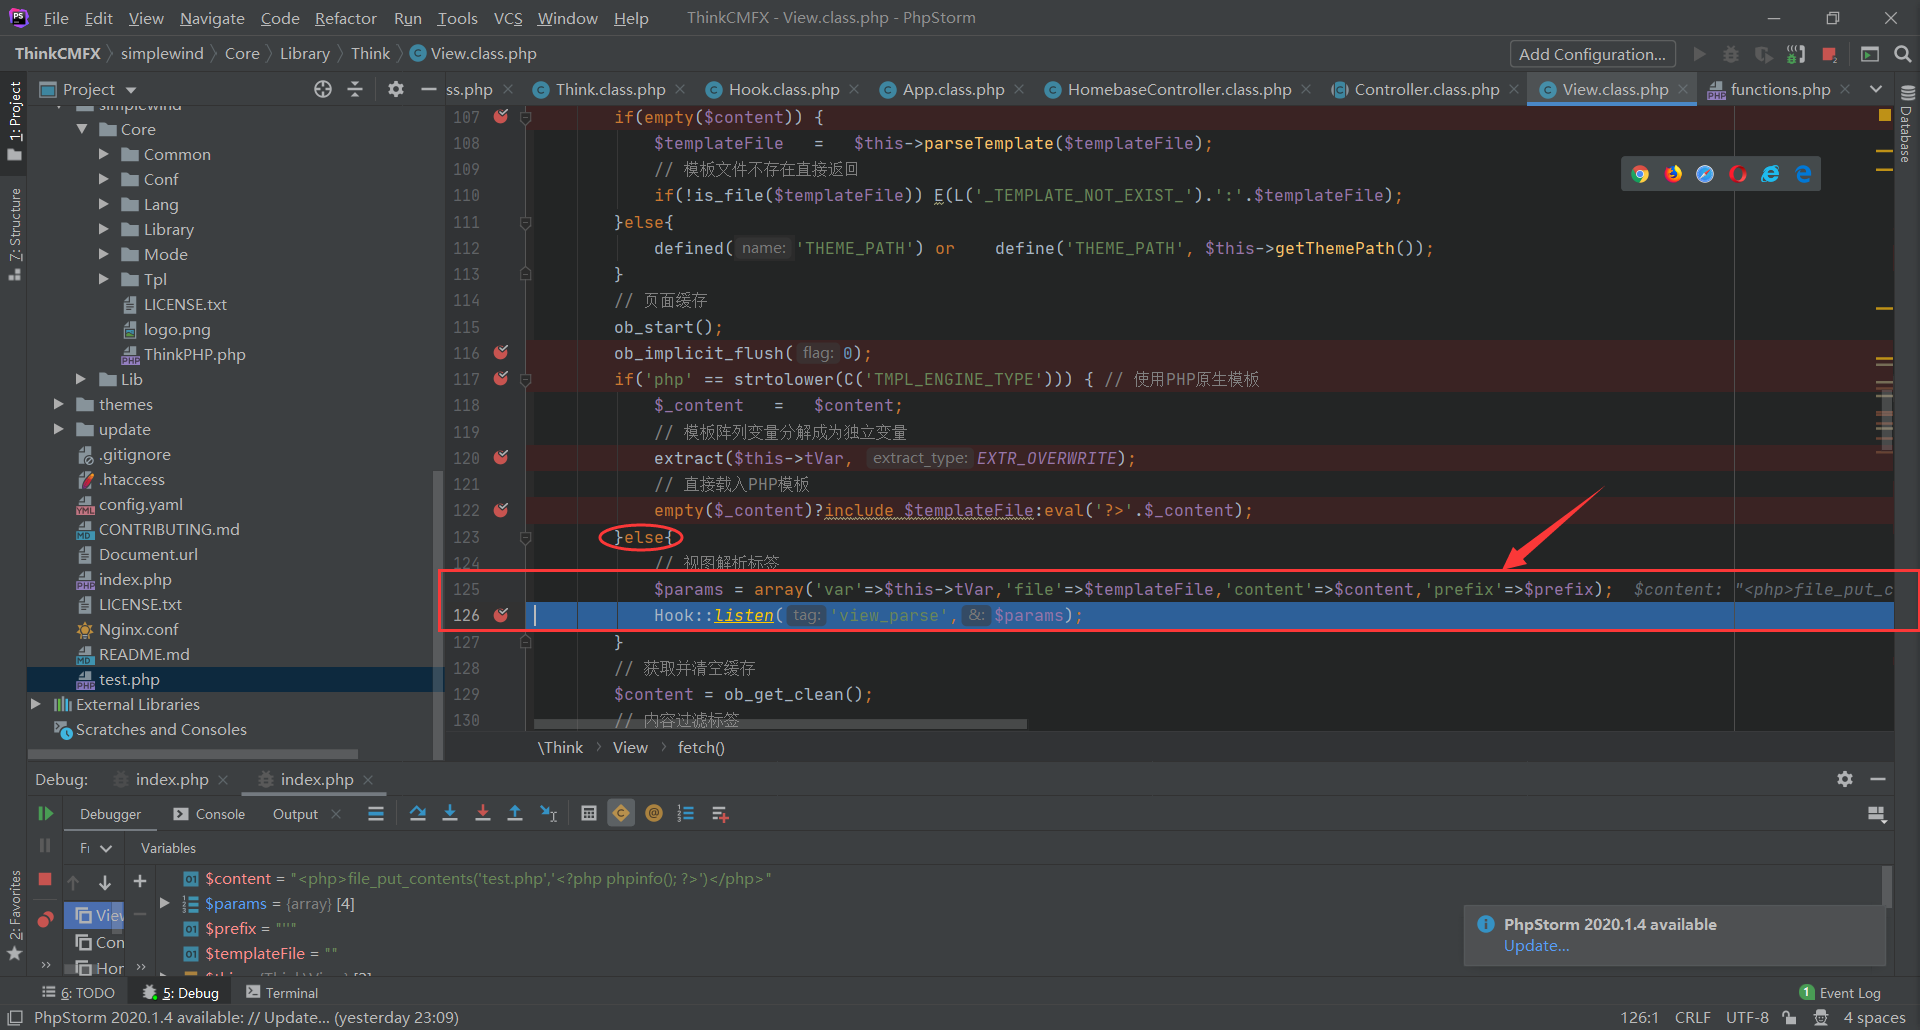 File Edit View Navigate Code Refactor Run Tools VCS Window Help ThinkCMFX - View.class.php - PhpStorm
ThinkCMFX simplewind Core Library Think View.class.php Add Configuration...
1: Project
7: Structure
2: Favorites
Database
Project
simplewind
Core
Common
Conf
Lang
Library
Mode
Tpl
LICENSE.txt
logo.png
ThinkPHP.php
Lib
themes
update
.gitignore
.htaccess
config.yaml
CONTRIBUTING.md
Document.url
index.php
LICENSE.txt
Nginx.conf
README.md
test.php
External Libraries
Scratches and Consoles
ss.php Think.class.php Hook.class.php App.class.php HomebaseController.class.php Controller.class.php View.class.php functions.php
107 if(empty($content)) {
108 $templateFile = $this->parseTemplate($templateFile);
109 // 模板文件不存在直接返回
110 if(!is_file($templateFile)) E(L('_TEMPLATE_NOT_EXIST_').':'.$templateFile);
111 }else{
112 defined( name: 'THEME_PATH') or define('THEME_PATH', $this->getThemePath());
113 }
114 // 页面缓存
115 ob_start();
116 ob_implicit_flush( flag: 0);
117 if('php' == strtolower(C('TMPL_ENGINE_TYPE'))) { // 使用PHP原生模板
118 $_content = $content;
119 // 模板阵列变量分解成为独立变量
120 extract($this->tVar, extract_type: EXTR_OVERWRITE);
121 // 直接载入PHP模板
122 empty($_content)?include $templateFile:eval('?>'.$_content);
123 }else{
124 // 视图解析标签
125 $params = array('var'=>$this->tVar,'file'=>$templateFile,'content'=>$content,'prefix'=>$prefix); $content: "<php>file_put_c
126 Hook::listen( tag: 'view_parse', &: $params);
127 }
128 // 获取并清空缓存
129 $content = ob_get_clean();
130 // 内容过滤标签
\Think View fetch()
Debug: index.php index.php
Debugger Console Output
Variables
$content = "<php>file_put_contents('test.php','<?php phpinfo(); ?>')</php>"
$params = {array} [4]
$prefix = "''"
$templateFile = ""
View
Con
Hor
PhpStorm 2020.1.4 available
Update...
6: TODO 5: Debug Terminal 1 Event Log
PhpStorm 2020.1.4 available: // Update... (yesterday 23:09) 126:1 CRLF UTF-8 4 spaces